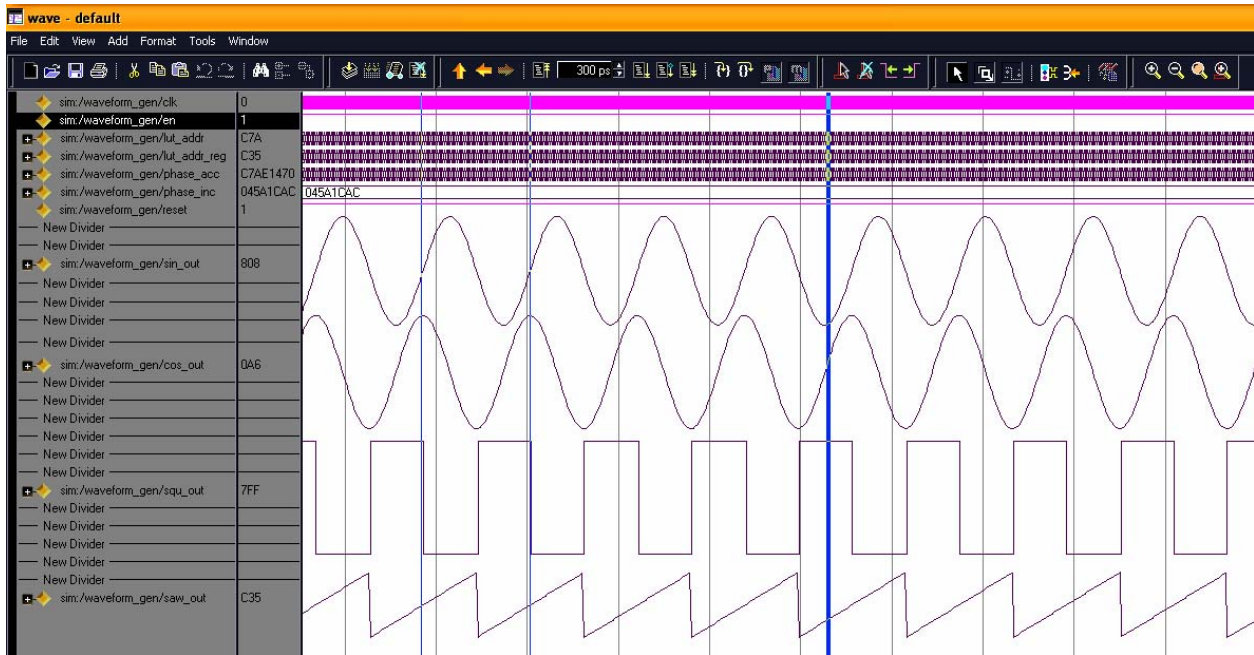 wave - default
File Edit View Add Format Tools Window
300 ps
sim:/waveform_gen/clk 0
sim:/waveform_gen/en 1
sim:/waveform_gen/lut_addr C7A
sim:/waveform_gen/lut_addr_reg C35
sim:/waveform_gen/phase_acc C7AE1470
sim:/waveform_gen/phase_inc 045A1CAC 045A1CAC
sim:/waveform_gen/reset 1
New Divider
New Divider
sim:/waveform_gen/sin_out 808
New Divider
New Divider
New Divider
New Divider
sim:/waveform_gen/cos_out 0A6
New Divider
New Divider
New Divider
New Divider
New Divider
New Divider
sim:/waveform_gen/squ_out 7FF
New Divider
New Divider
New Divider
New Divider
New Divider
sim:/waveform_gen/saw_out C35